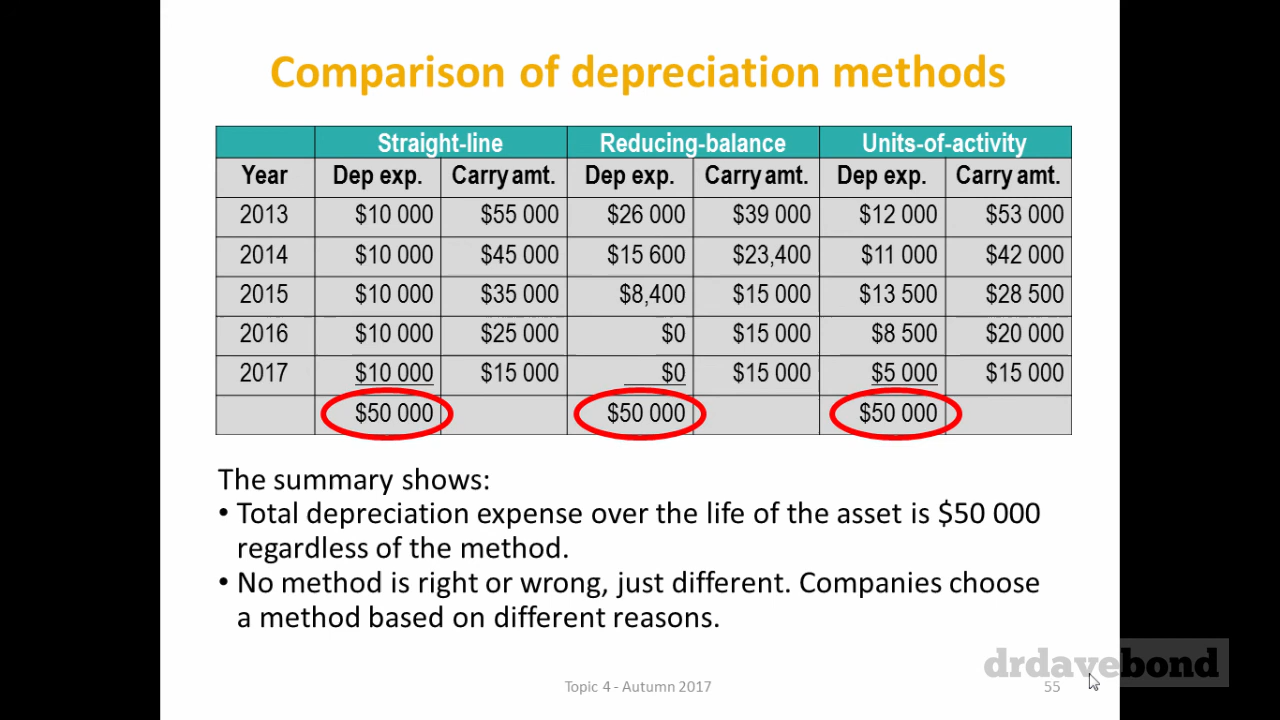 Comparison of depreciation methods
Straight-line Reducing-balance Units-of-activity
Year Dep exp. Carry amt. Dep exp. Carry amt. Dep exp. Carry amt.
2013 $10 000 $55 000 $26 000 $39 000 $12 000 $53 000
2014 $10 000 $45 000 $15 600 $23,400 $11 000 $42 000
2015 $10 000 $35 000 $8,400 $15 000 $13 500 $28 500
2016 $10 000 $25 000 $0 $15 000 $8 500 $20 000
2017 $10 000 $15 000 $0 $15 000 $5 000 $15 000
$50 000 $50 000 $50 000
The summary shows:
• Total depreciation expense over the life of the asset is $50 000
regardless of the method.
• No method is right or wrong, just different. Companies choose
a method based on different reasons.
drdavebond
Topic 4 - Autumn 2017 55